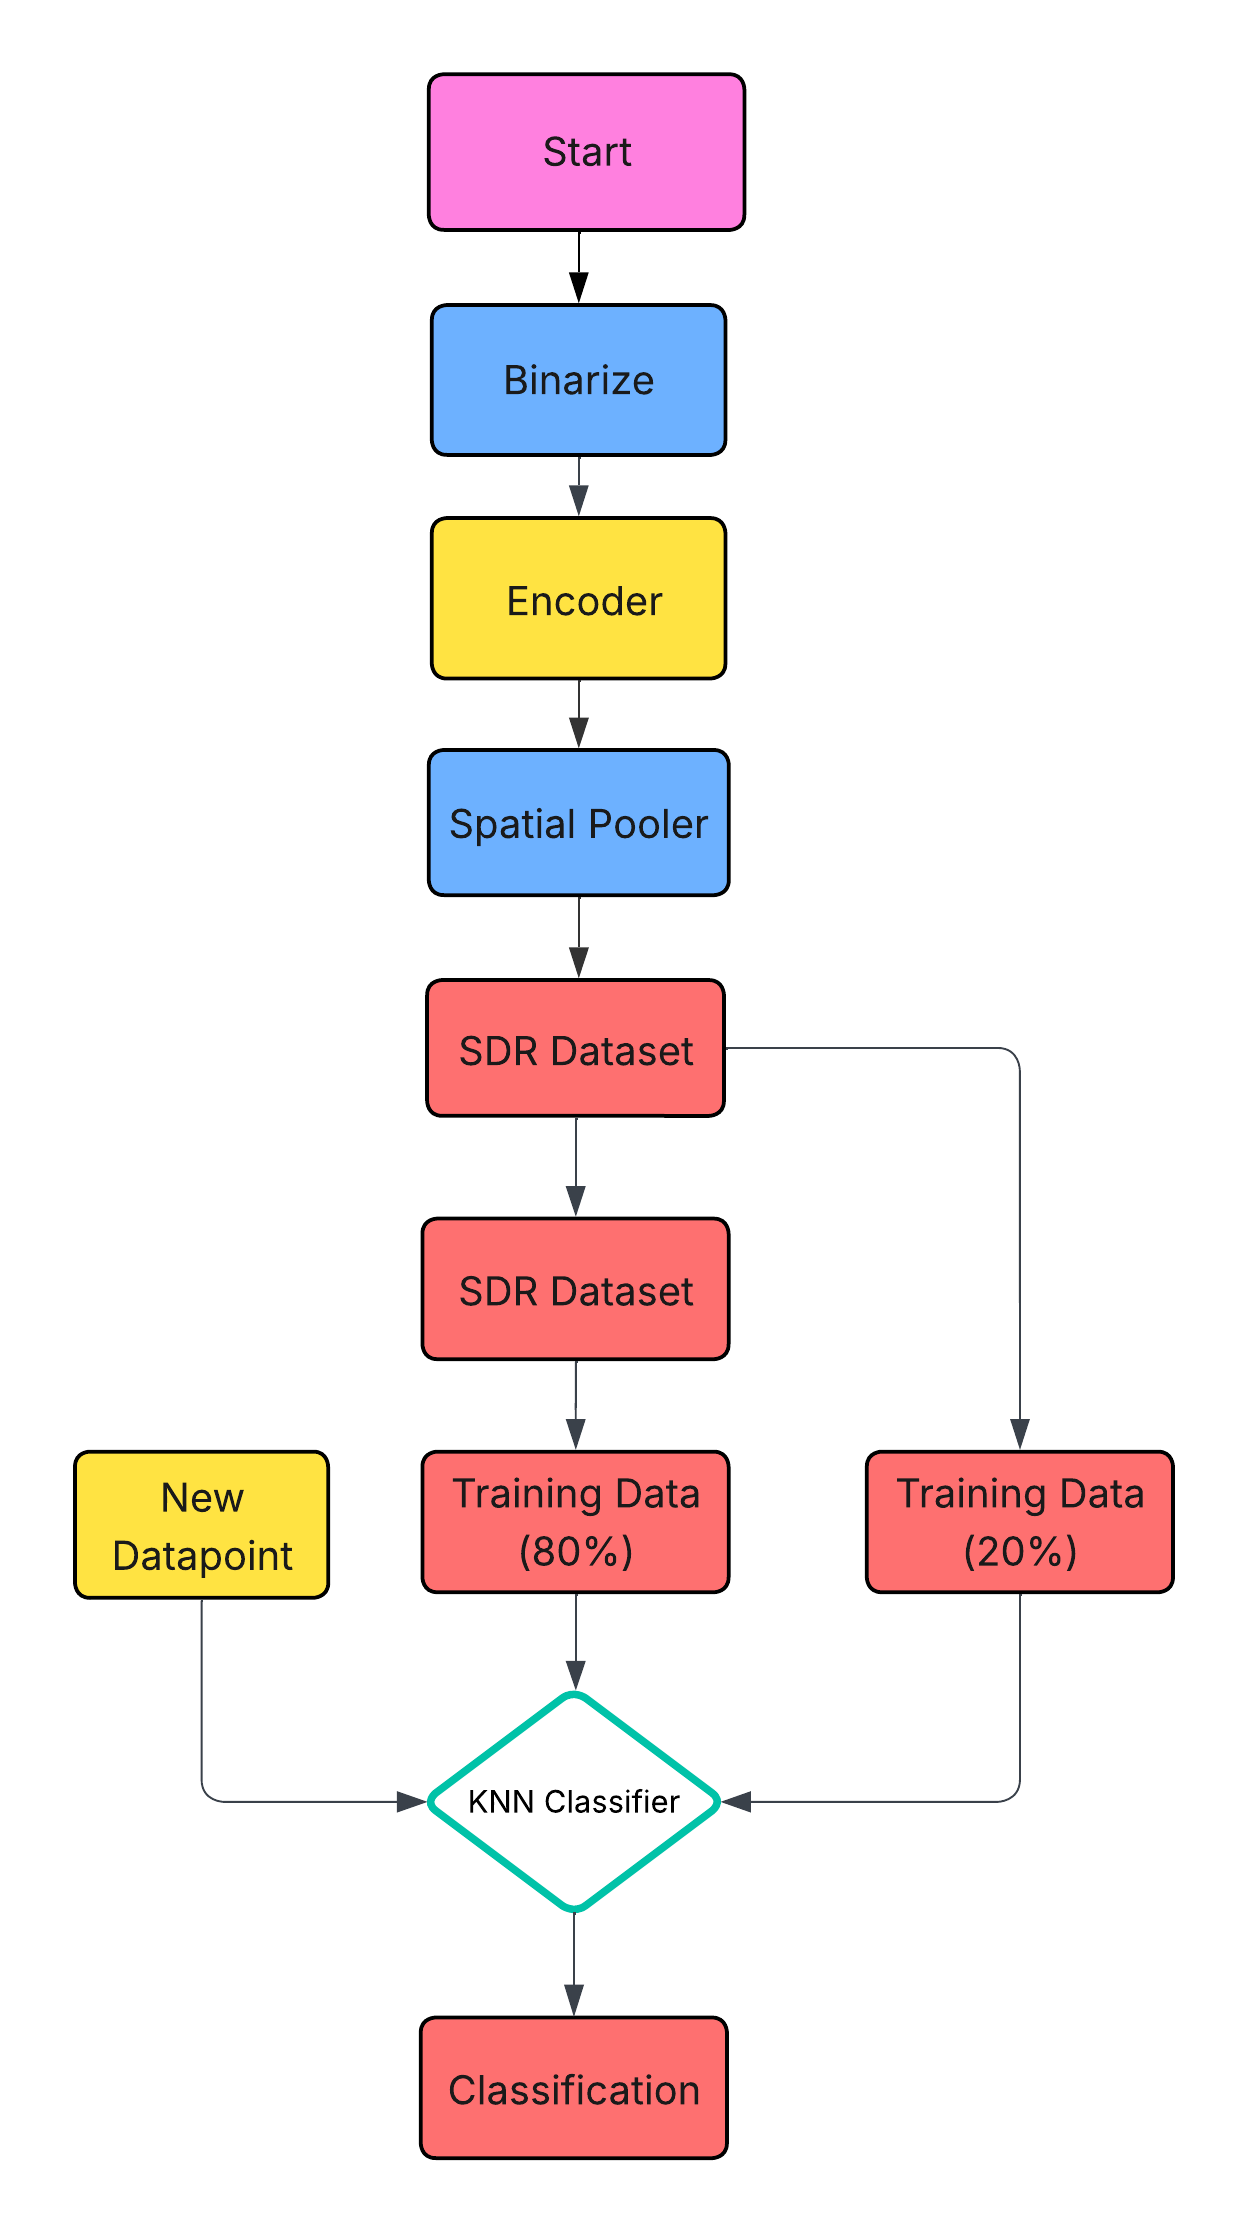 Start
Binarize
Encoder
Spatial Pooler
SDR Dataset
SDR Dataset
New
Datapoint
Training Data
(80%)
Training Data
(20%)
KNN Classifier
Classification